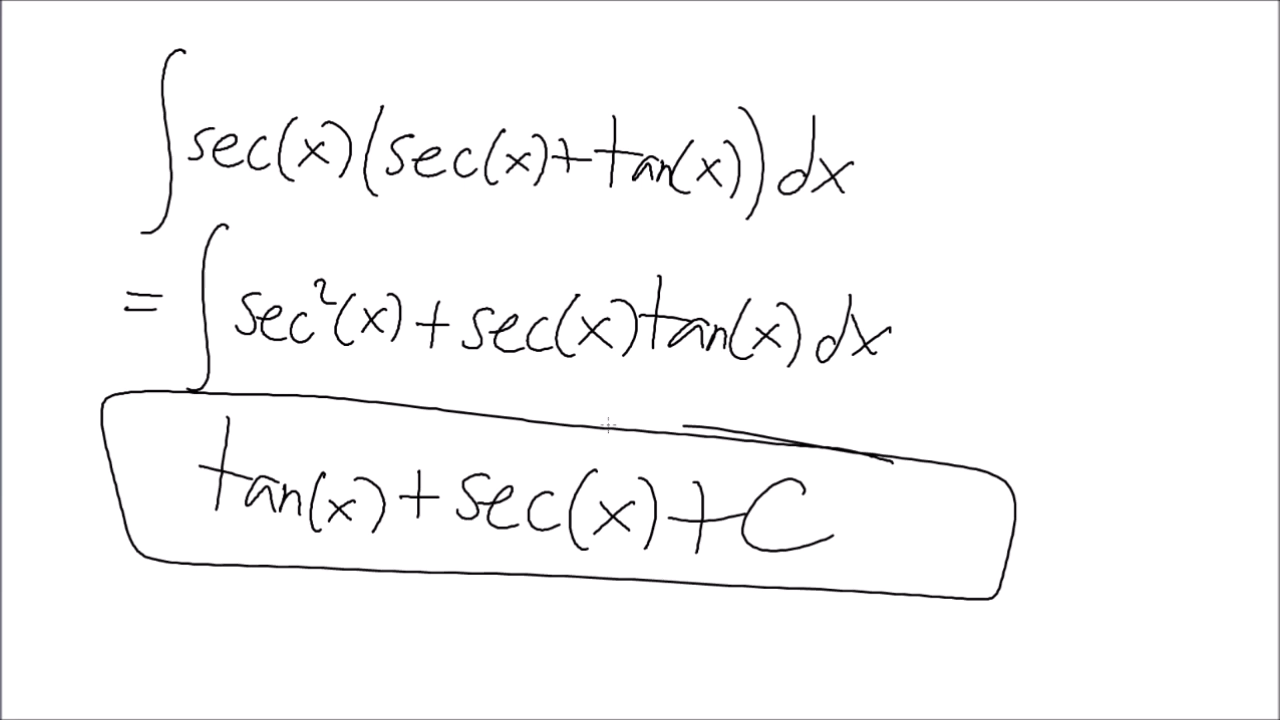 ∫ sec(x)(sec(x)+tan(x)) dx
= ∫ sec²(x)+sec(x)tan(x) dx
tan(x)+sec(x)+C